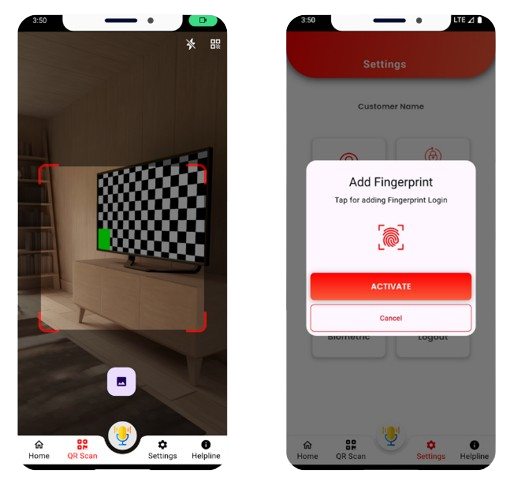 3:50
Home
QR Scan
Settings
Helpline
3:50
LTE
Settings
Customer Name
Add Fingerprint
Tap for adding Fingerprint Login
ACTIVATE
Cancel
Biometric
Logout
Home
QR Scan
Settings
Helpline